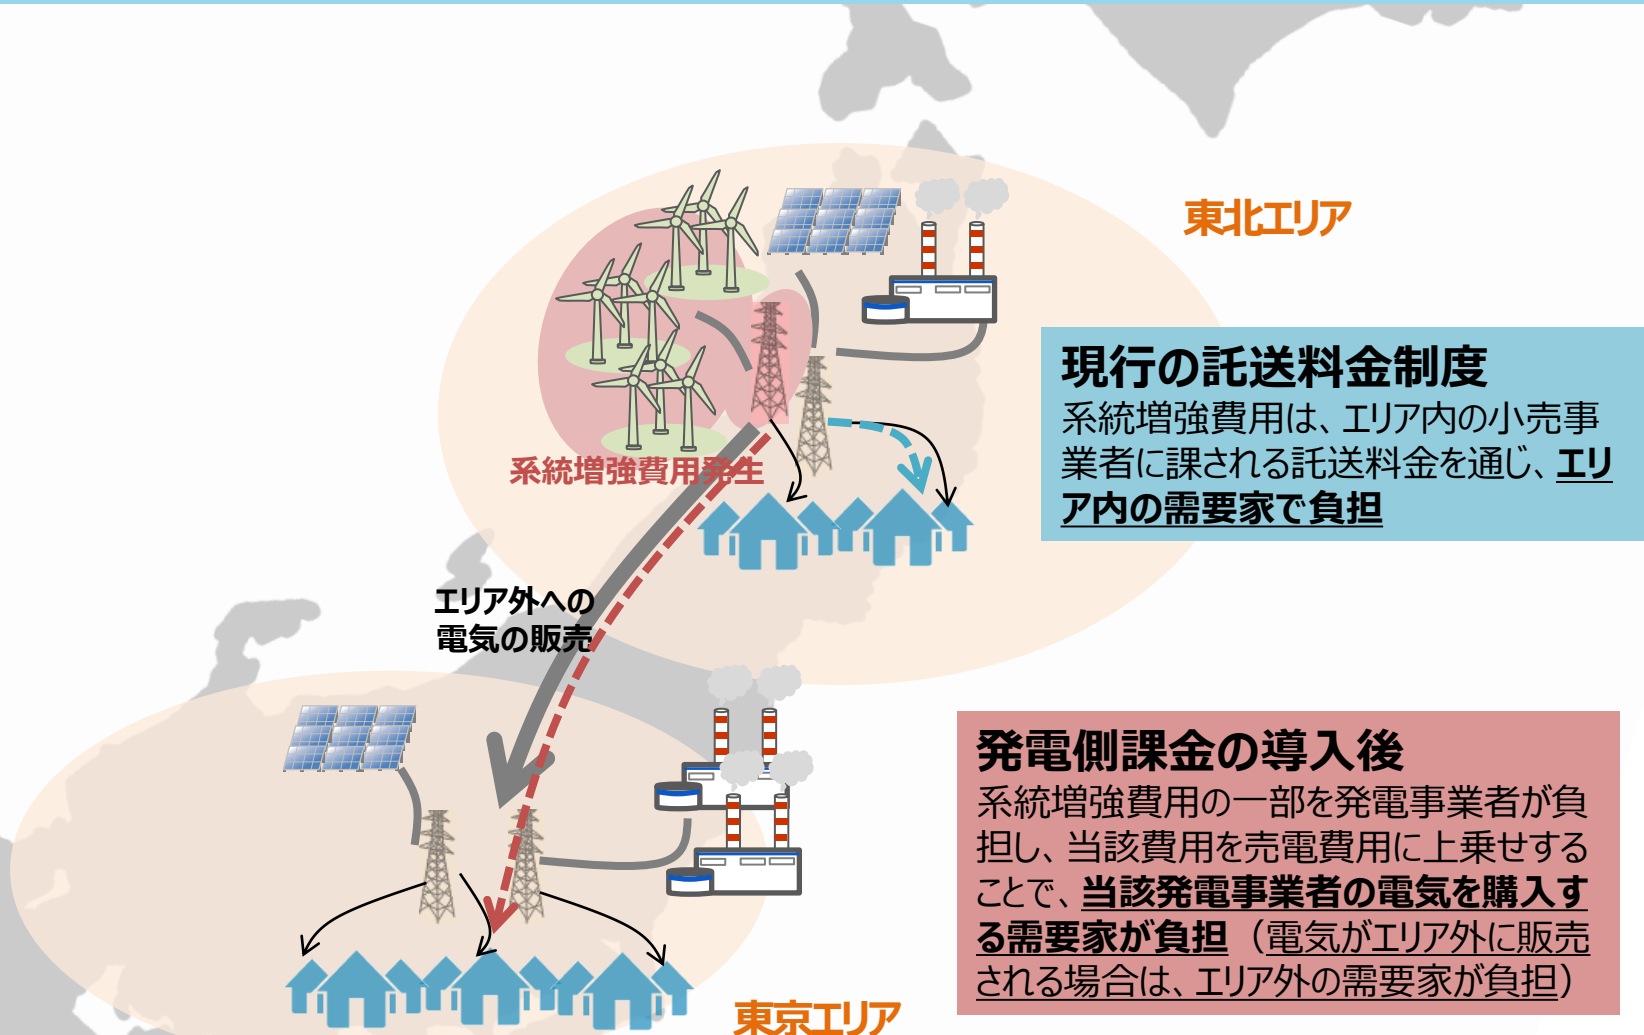 東北エリア
現行の託送料金制度
系統増強費用は、エリア内の小売事
業者に課される託送料金を通じ、エリ
ア内の需要家で負担
系統増強費用発生
エリア外への
電気の販売
発電側課金の導入後
系統増強費用の一部を発電事業者が負
担し、当該費用を売電費用に上乗せする
ことで、当該発電事業者の電気を購入す
る需要家が負担（電気がエリア外に販売
される場合は、エリア外の需要家が負担）
東京エリア